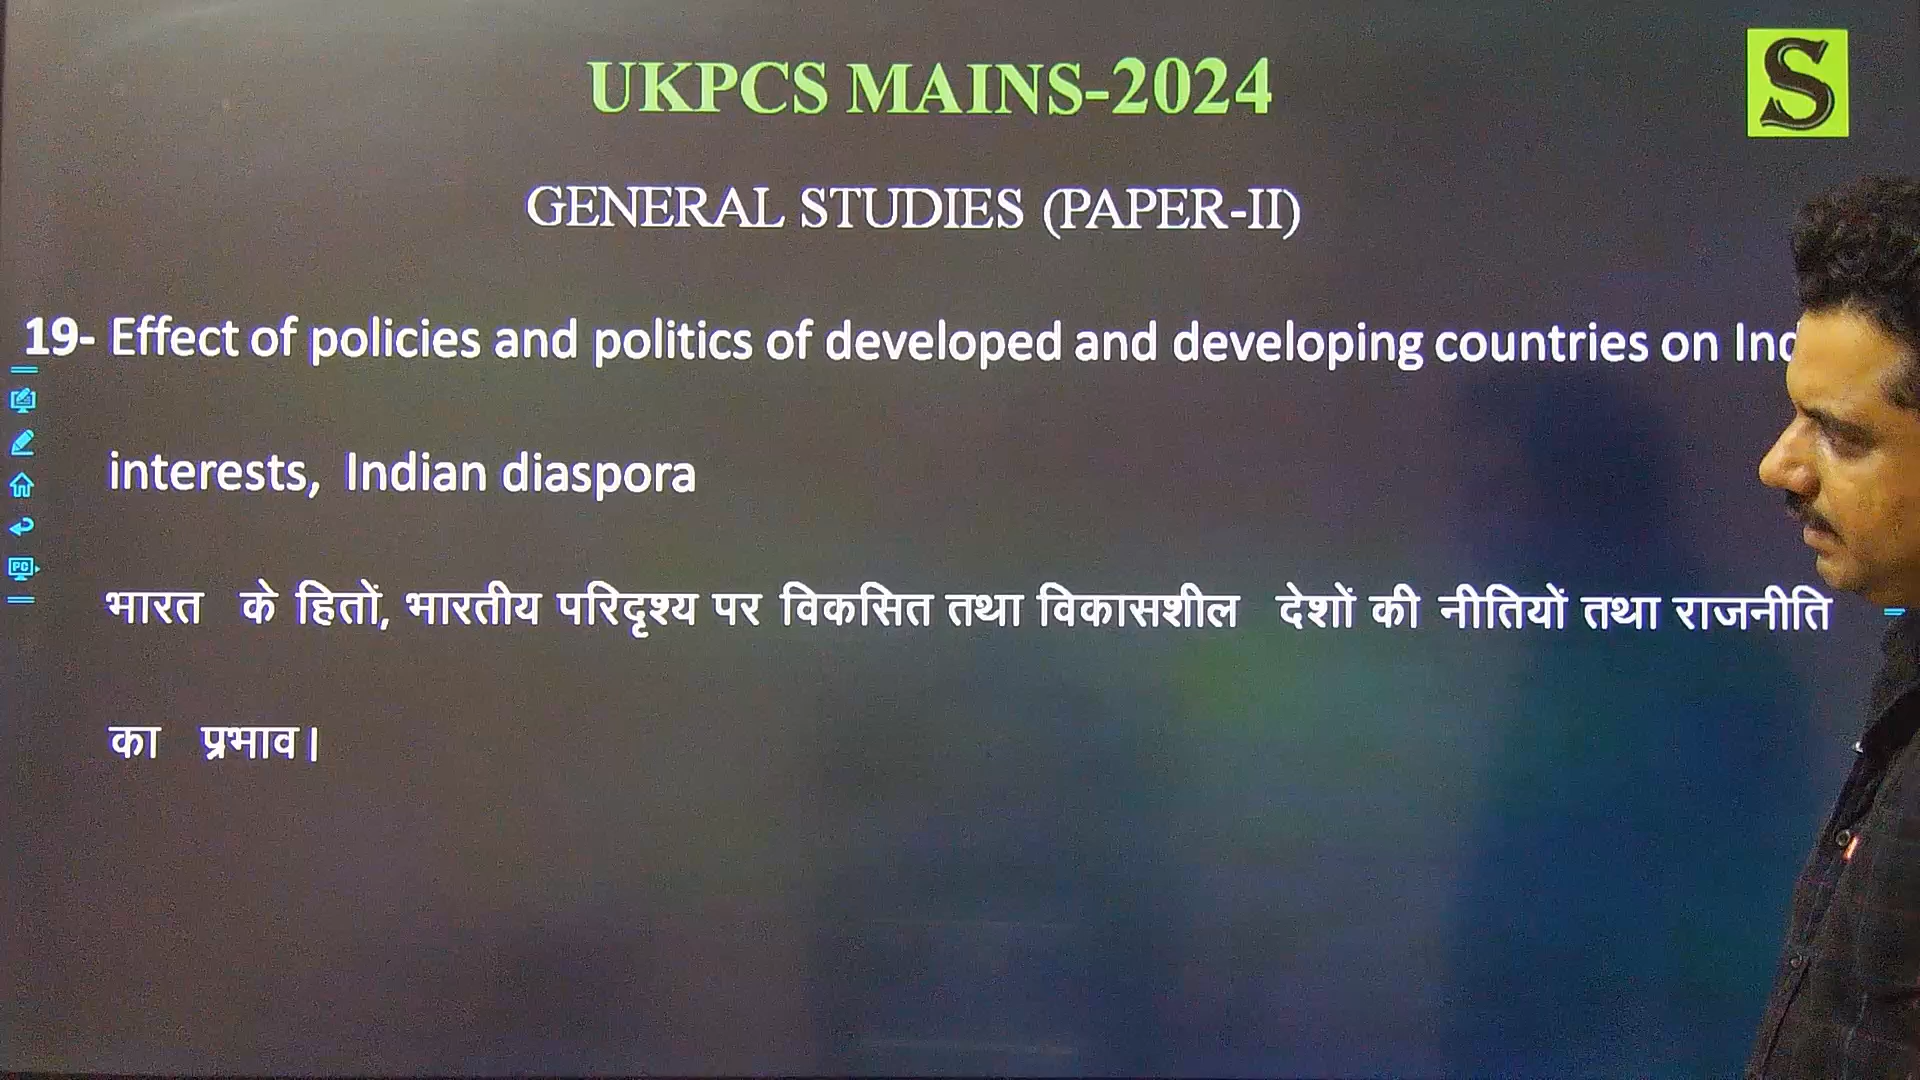 UKPCS MAINS-2024
S
GENERAL STUDIES (PAPER-II)
19- Effect of policies and politics of developed and developing countries on
interests, Indian diaspora
भारत के हितों, भारतीय परिदृश्य पर विकसित तथा विकासशील देशों की नीतियों तथा राजनीति
का प्रभाव।
PC